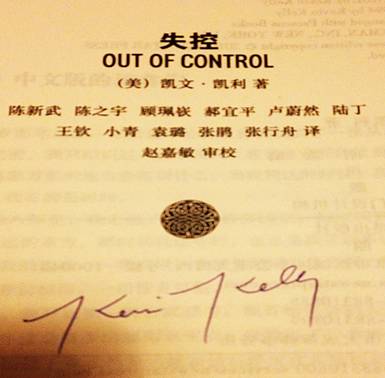 失控
OUT OF CONTROL
（美）凯文·凯利 著
陈新武 陈之宇 顾珮嵚 郝宜平 卢蔚然 陆丁
王钦 小青 袁璐 张鹃 张行舟 译
赵嘉敏 审校
Kevin Kelly